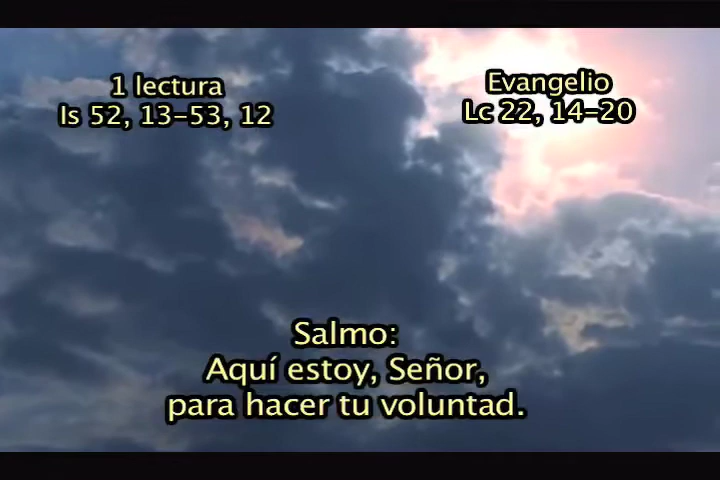 1 lectura
Is 52, 13-53, 12
Evangelio
Lc 22, 14-20
Salmo:
Aquí estoy, Señor,
para hacer tu voluntad.